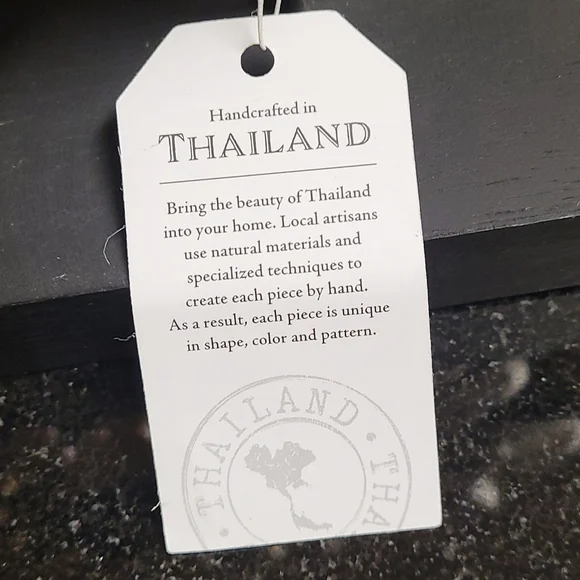 Handcrafted in
THAILAND
Bring the beauty of Thailand
into your home. Local artisans
use natural materials and
specialized techniques to
create each piece by hand.
As a result, each piece is unique
in shape, color and pattern.
• THAILAND • THA